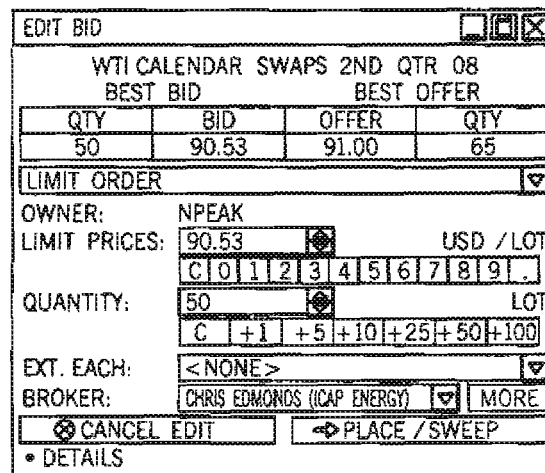 EDIT BID
WTI CALENDAR SWAPS 2ND QTR 08
BEST BID BEST OFFER
QTY BID OFFER QTY
50 90.53 91.00 65
LIMIT ORDER
OWNER: NPEAK
LIMIT PRICES: 90.53 USD / LOT
C 0 1 2 3 4 5 6 7 8 9 .
QUANTITY: 50 LOT
C +1 +5 +10 +25 +50 +100
EXT. EACH: <NONE>
BROKER: CHRIS EDMONDS (ICAP ENERGY) MORE
CANCEL EDIT PLACE / SWEEP
• DETAILS